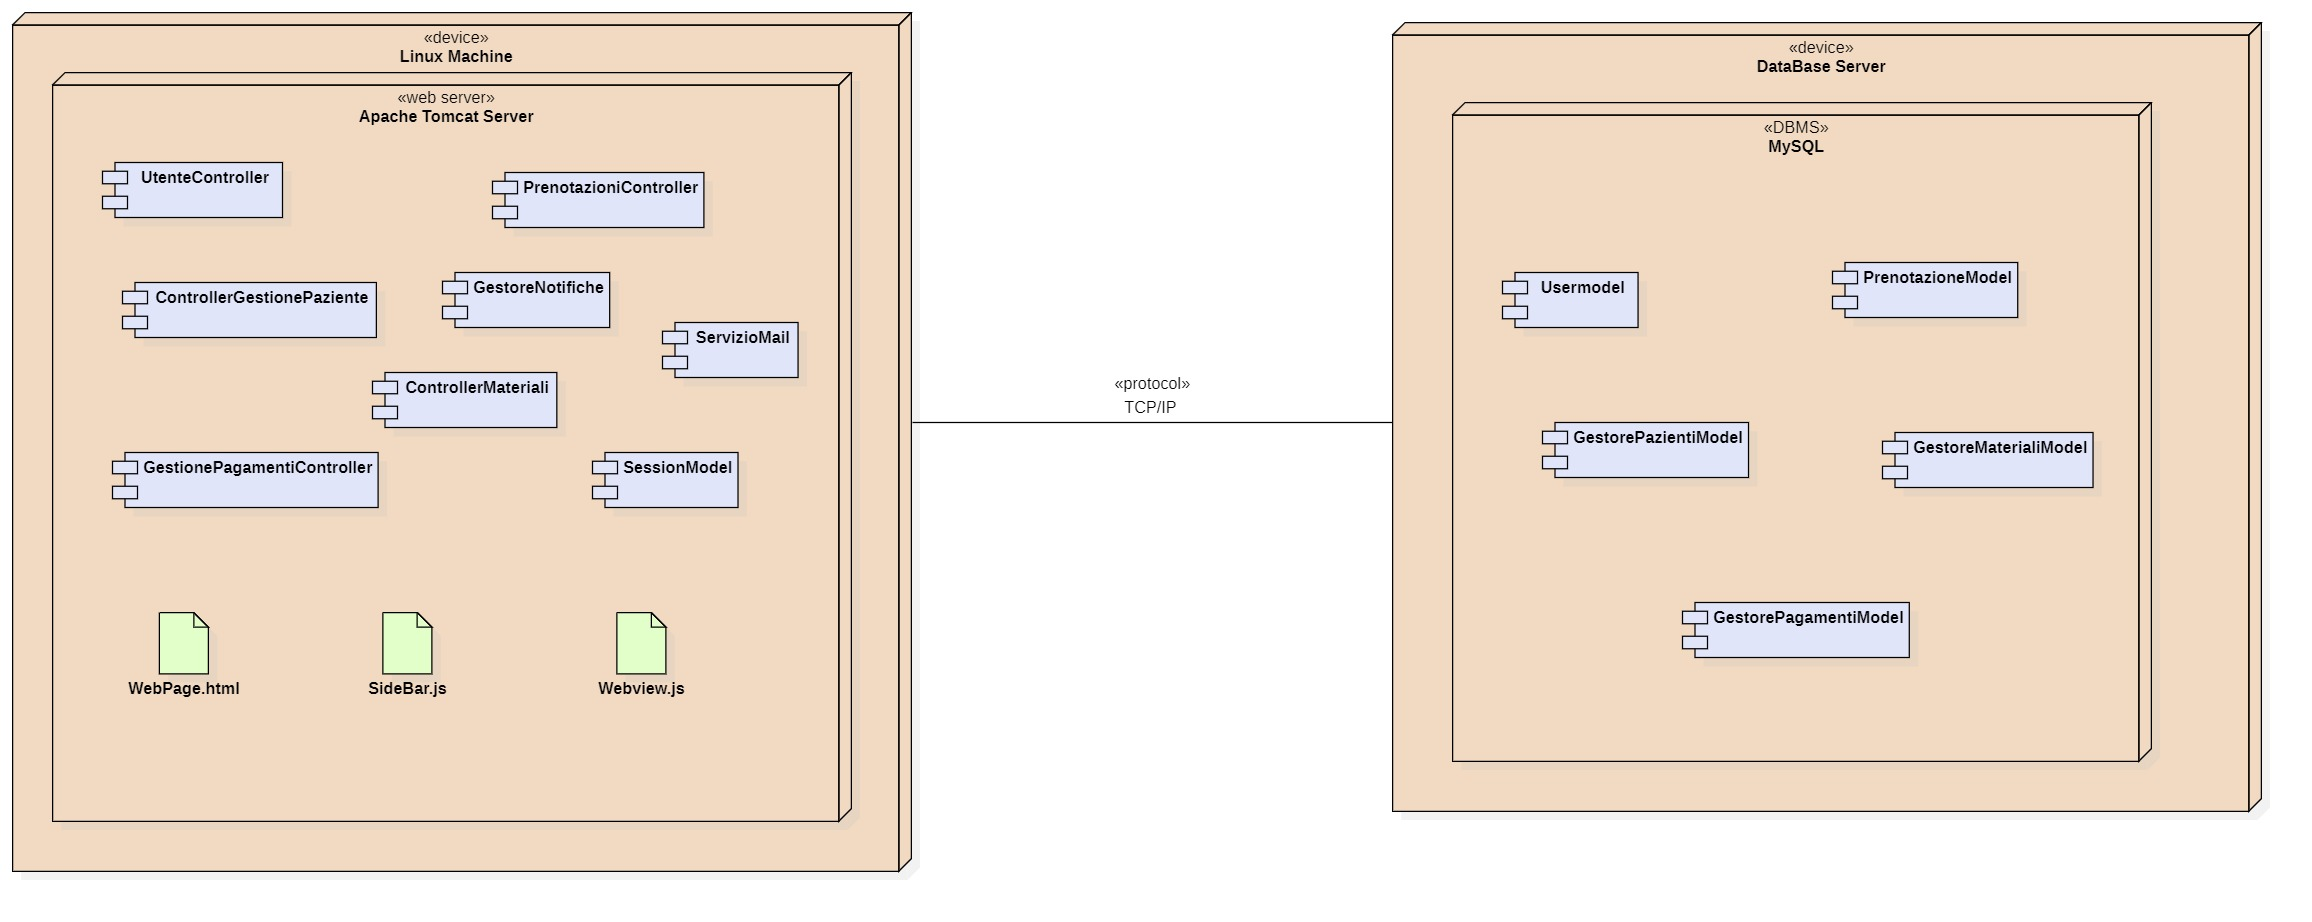 «device»
Linux Machine
«web server»
Apache Tomcat Server
UtenteController
PrenotazioniController
ControllerGestionePaziente
GestoreNotifiche
ServizioMail
ControllerMateriali
GestionePagamentiController
SessionModel
WebPage.html
SideBar.js
Webview.js
«protocol»
TCP/IP
«device»
DataBase Server
«DBMS»
MySQL
Usermodel
PrenotazioneModel
GestorePazientiModel
GestoreMaterialiModel
GestorePagamentiModel